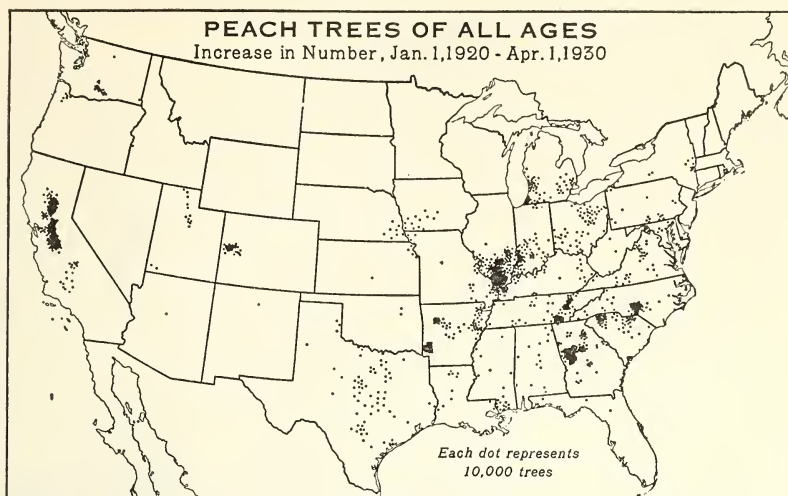 PEACH TREES OF ALL AGES
Increase in Number, Jan. 1, 1920 - Apr. 1, 1930
Each dot represents
10,000 trees